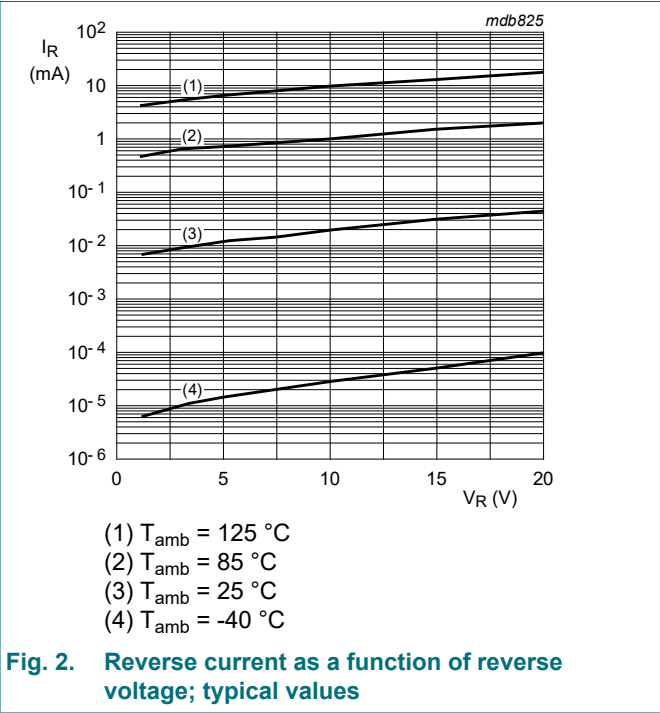 mdb825
I_R
(mA)
10²
10
1
10⁻¹
10⁻²
10⁻³
10⁻⁴
10⁻⁵
10⁻⁶
(1)
(2)
(3)
(4)
0 5 10 15 20
V_R (V)
(1) T_amb = 125 °C
(2) T_amb = 85 °C
(3) T_amb = 25 °C
(4) T_amb = -40 °C
Fig. 2. Reverse current as a function of reverse
voltage; typical values